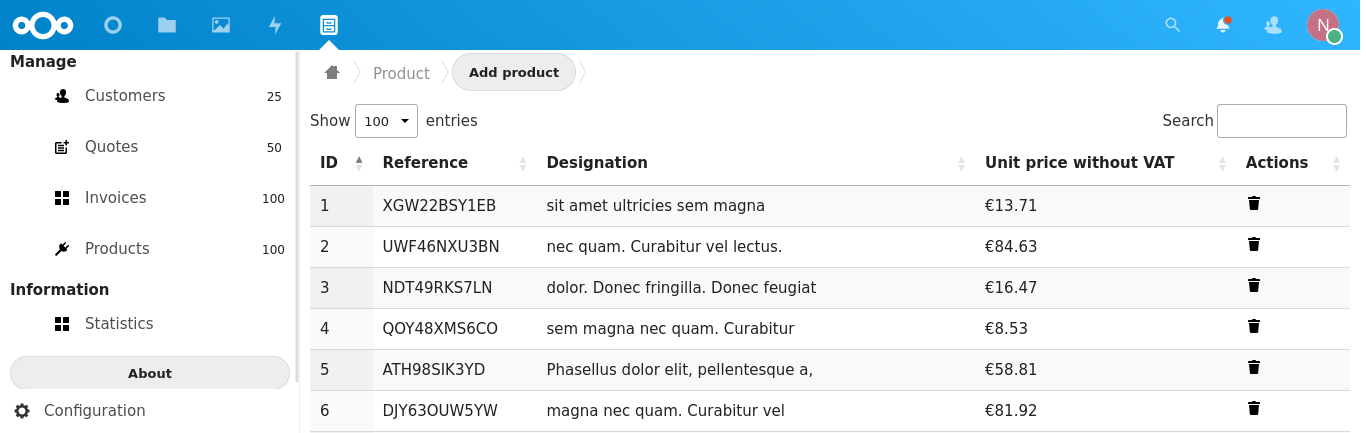 N
Manage
Customers 25
Quotes 50
Invoices 100
Products 100
Information
Statistics
About
Configuration
Product Add product
Show 100 entries Search
ID Reference Designation Unit price without VAT Actions
1 XGW22BSY1EB sit amet ultricies sem magna €13.71
2 UWF46NXU3BN nec quam. Curabitur vel lectus. €84.63
3 NDT49RKS7LN dolor. Donec fringilla. Donec feugiat €16.47
4 QOY48XMS6CO sem magna nec quam. Curabitur €8.53
5 ATH98SIK3YD Phasellus dolor elit, pellentesque a, €58.81
6 DJY63OUW5YW magna nec quam. Curabitur vel €81.92